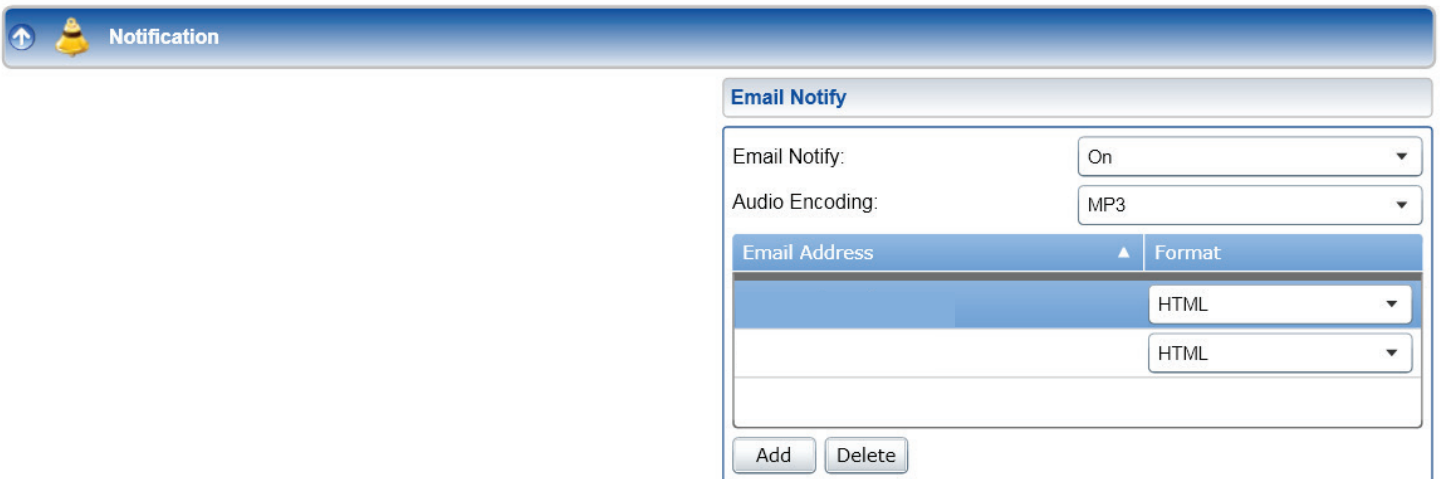 Notification
Email Notify
Email Notify: On
Audio Encoding: MP3
Email Address Format
HTML
HTML
Add Delete